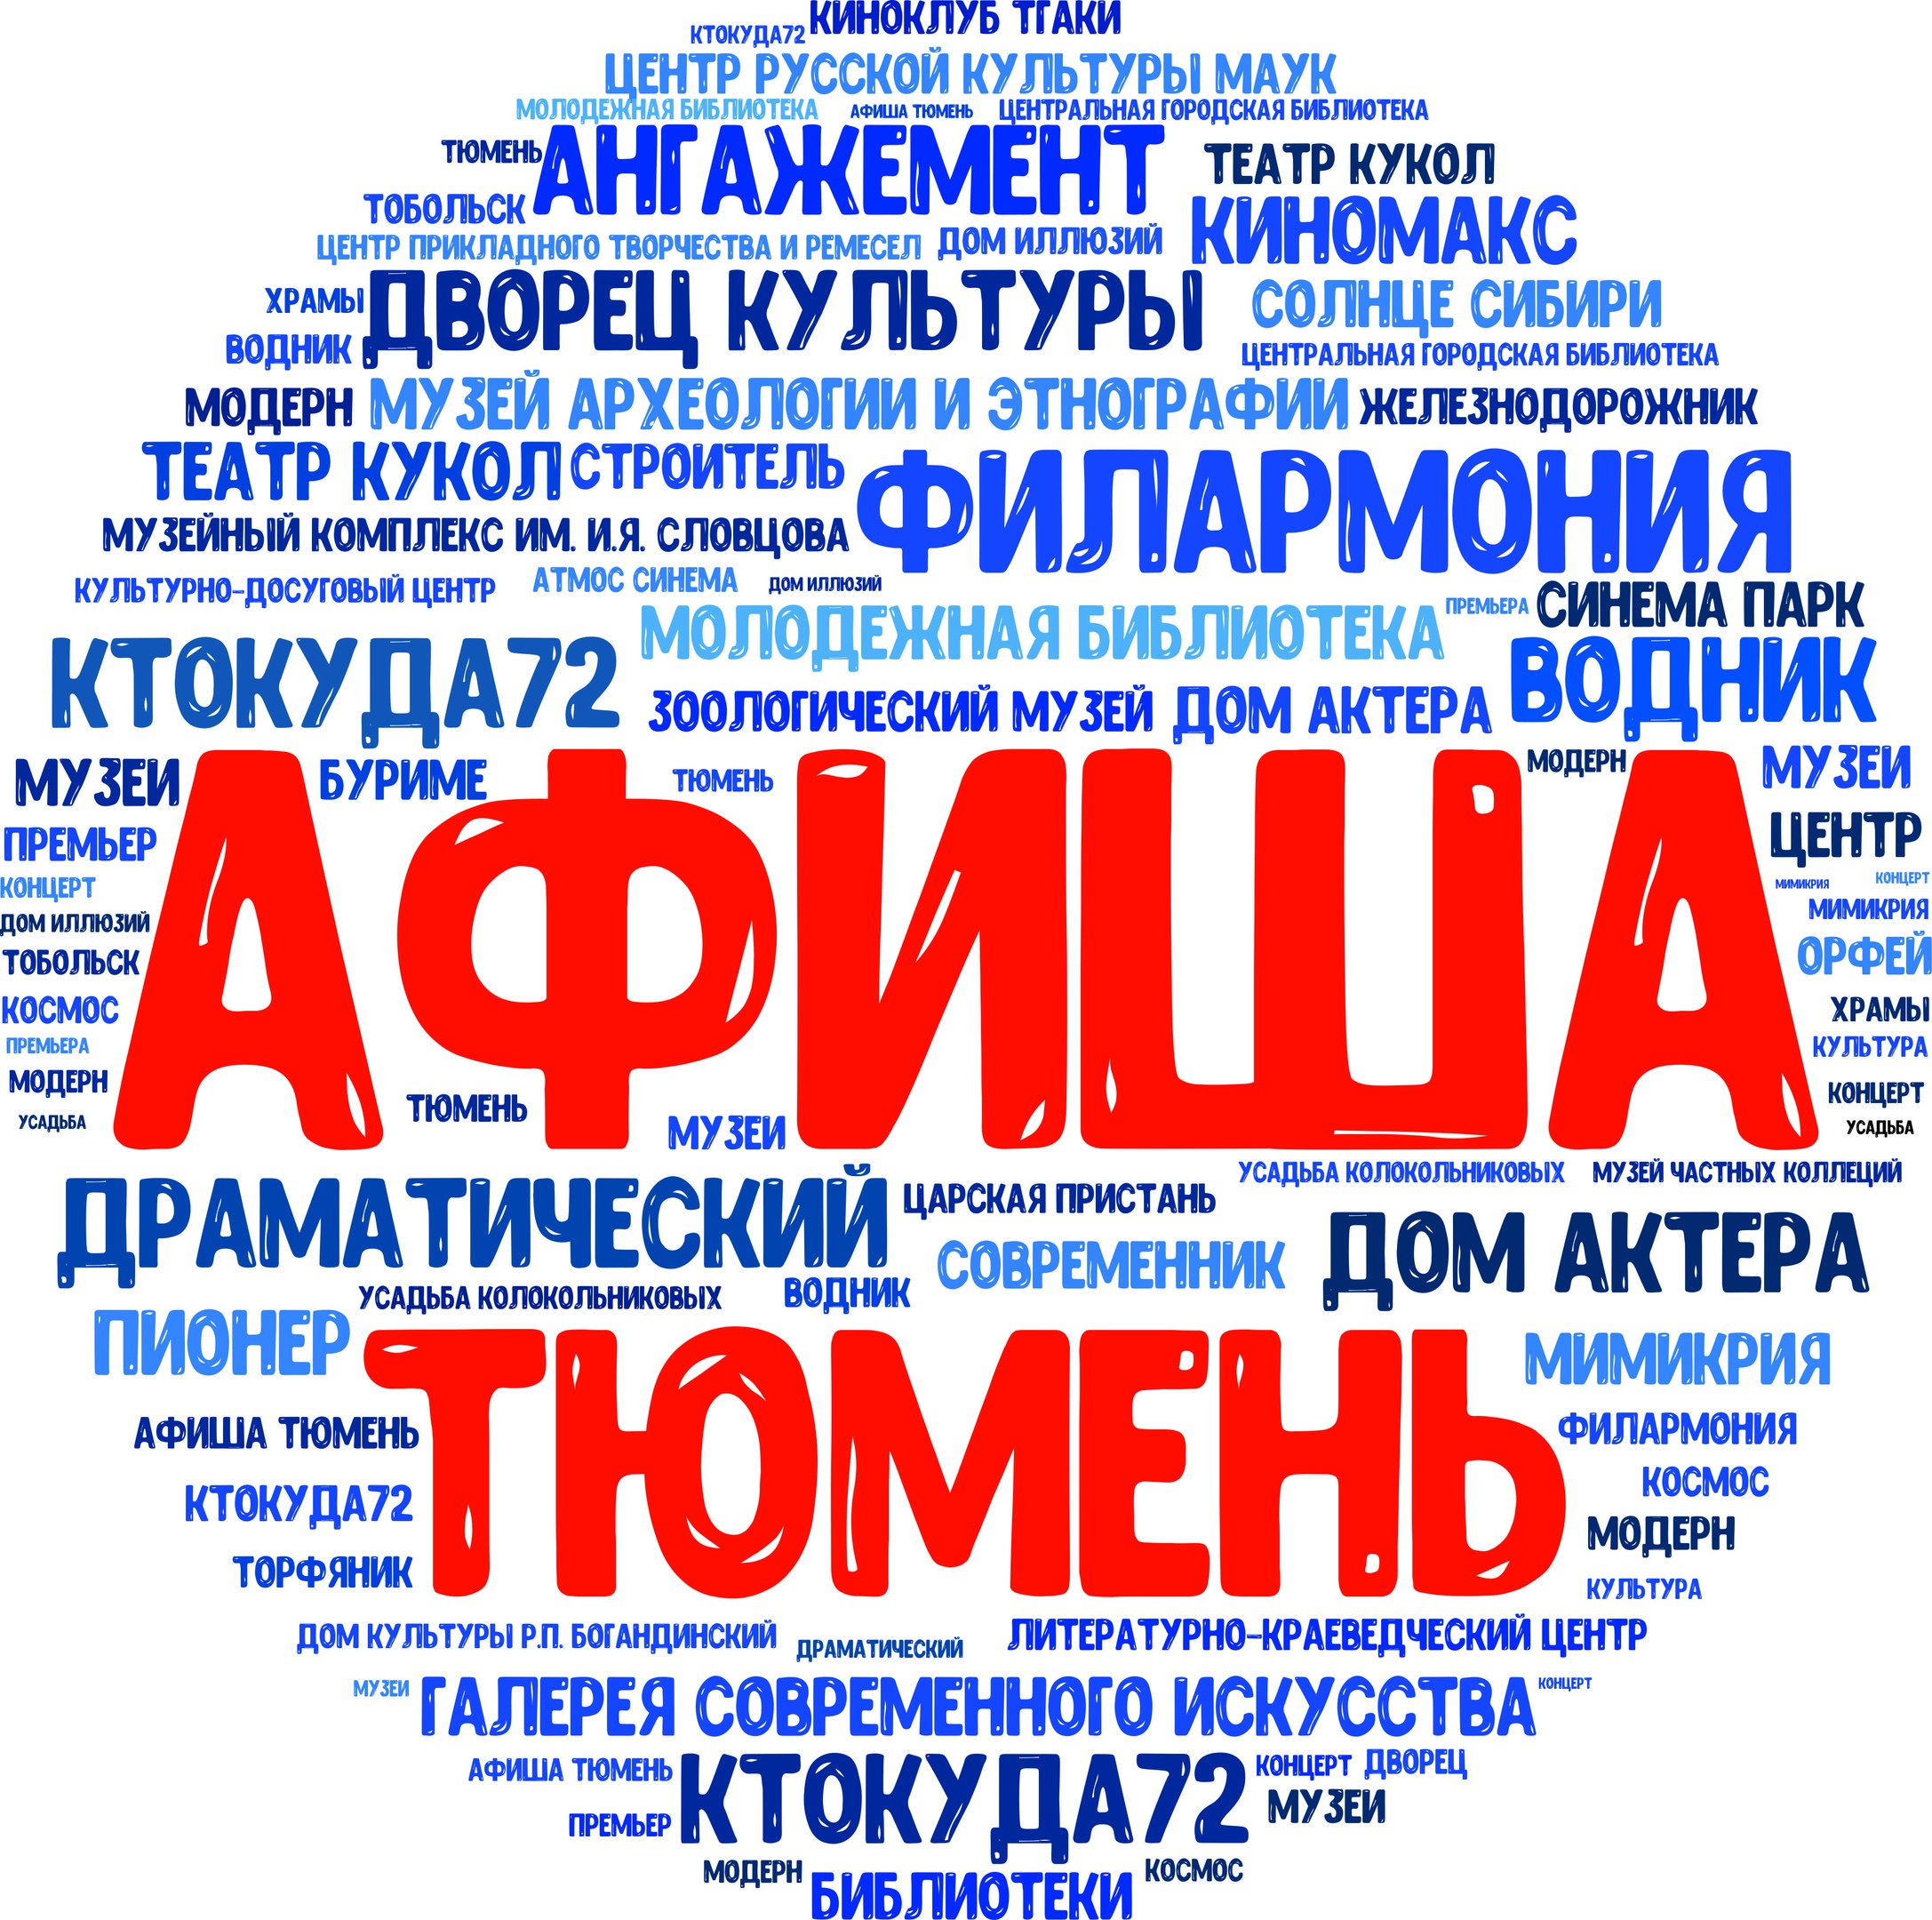 КИНОКЛУБ ТГАКИ
КТОКУДА72
ЦЕНТР РУССКОЙ КУЛЬТУРЫ МАУК
МОЛОДЕЖНАЯ БИБЛИОТЕКА
АФИША ТЮМЕНЬ
ЦЕНТРАЛЬНАЯ ГОРОДСКАЯ БИБЛИОТЕКА
ТЮМЕНЬ
АНГАЖЕМЕНТ
ТЕАТР КУКОЛ
ТОБОЛЬСК
КИНОМАКС
ЦЕНТР ПРИКЛАДНОГО ТВОРЧЕСТВА И РЕМЕСЕЛ
ДОМ ИЛЛЮЗИЙ
ХРАМЫ
ДВОРЕЦ КУЛЬТУРЫ
СОЛНЦЕ СИБИРИ
ВОДНИК
ЦЕНТРАЛЬНАЯ ГОРОДСКАЯ БИБЛИОТЕКА
МОДЕРН
МУЗЕЙ АРХЕОЛОГИИ И ЭТНОГРАФИИ
ЖЕЛЕЗНОДОРОЖНИК
ТЕАТР КУКОЛ
СТРОИТЕЛЬ
ФИЛАРМОНИЯ
МУЗЕЙНЫЙ КОМПЛЕКС ИМ. И.Я. СЛОВЦОВА
КУЛЬТУРНО-ДОСУГОВЫЙ ЦЕНТР
АТМОС СИНЕМА
ДОМ ИЛЛЮЗИЙ
МОЛОДЕЖНАЯ БИБЛИОТЕКА
ПРЕМЬЕРА
СИНЕМА ПАРК
КТОКУДА72
ЗООЛОГИЧЕСКИЙ МУЗЕЙ
ДОМ АКТЕРА
ВОДНИК
МУЗЕИ
БУРИМЕ
ТЮМЕНЬ
МОДЕРН
МУЗЕИ
АФИША
ПРЕМЬЕР
ЦЕНТР
КОНЦЕРТ
МИМИКРИЯ
КОНЦЕРТ
ДОМ ИЛЛЮЗИЙ
МИМИКРИЯ
ТОБОЛЬСК
ОРФЕЙ
КОСМОС
ХРАМЫ
ПРЕМЬЕРА
КУЛЬТУРА
МОДЕРН
КОНЦЕРТ
УСАДЬБА
ТЮМЕНЬ
МУЗЕИ
УСАДЬБА
УСАДЬБА КОЛОКОЛЬНИКОВЫХ
МУЗЕЙ ЧАСТНЫХ КОЛЛЕЦИЙ
ДРАМАТИЧЕСКИЙ
ЦАРСКАЯ ПРИСТАНЬ
СОВРЕМЕННИК
ДОМ АКТЕРА
УСАДЬБА КОЛОКОЛЬНИКОВЫХ
ВОДНИК
ПИОНЕР
ТЮМЕНЬ
МИМИКРИЯ
АФИША ТЮМЕНЬ
ФИЛАРМОНИЯ
КОСМОС
КТОКУДА72
МОДЕРН
ТОРФЯНИК
КУЛЬТУРА
ДОМ КУЛЬТУРЫ Р.П. БОГАНДИНСКИЙ
ДРАМАТИЧЕСКИЙ
ЛИТЕРАТУРНО-КРАЕВЕДЧЕСКИЙ ЦЕНТР
МУЗЕИ
ГАЛЕРЕЯ СОВРЕМЕННОГО ИСКУССТВА
КОНЦЕРТ
АФИША ТЮМЕНЬ
КТОКУДА72
КОНЦЕРТ
ДВОРЕЦ
МУЗЕИ
ПРЕМЬЕР
МОДЕРН
БИБЛИОТЕКИ
КОСМОС